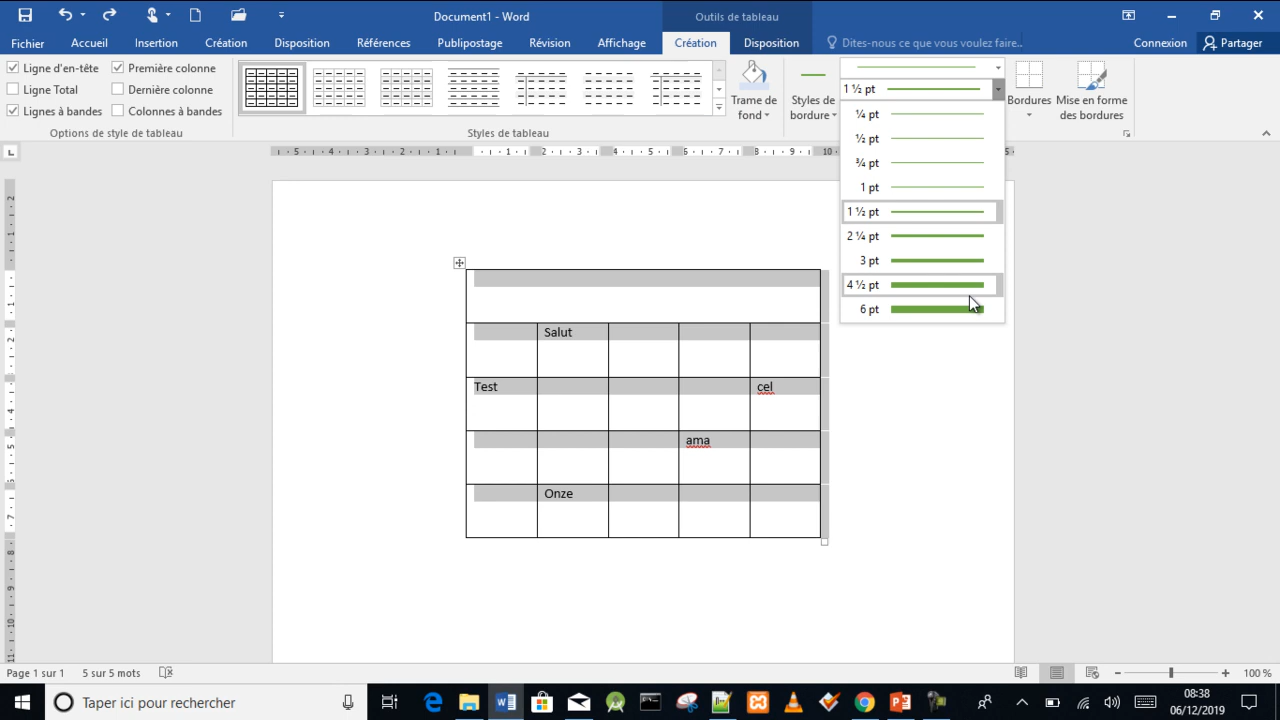 Document1 - Word
Outils de tableau
Fichier Accueil Insertion Création Disposition Références Publipostage Révision Affichage Création Disposition Dites-nous ce que vous voulez faire.. Connexion Partager
Ligne d'en-tête Première colonne
Ligne Total Dernière colonne
Lignes à bandes Colonnes à bandes
Options de style de tableau
Styles de tableau
Trame de fond
Styles de bordure
1 ½ pt
Bordures
Mise en forme des bordures
¼ pt
½ pt
¾ pt
1 pt
1 ½ pt
2 ¼ pt
3 pt
4 ½ pt
6 pt
Salut
Test cel
ama
Onze
Page 1 sur 1 5 sur 5 mots 100 %
Taper ici pour rechercher
08:38
06/12/2019